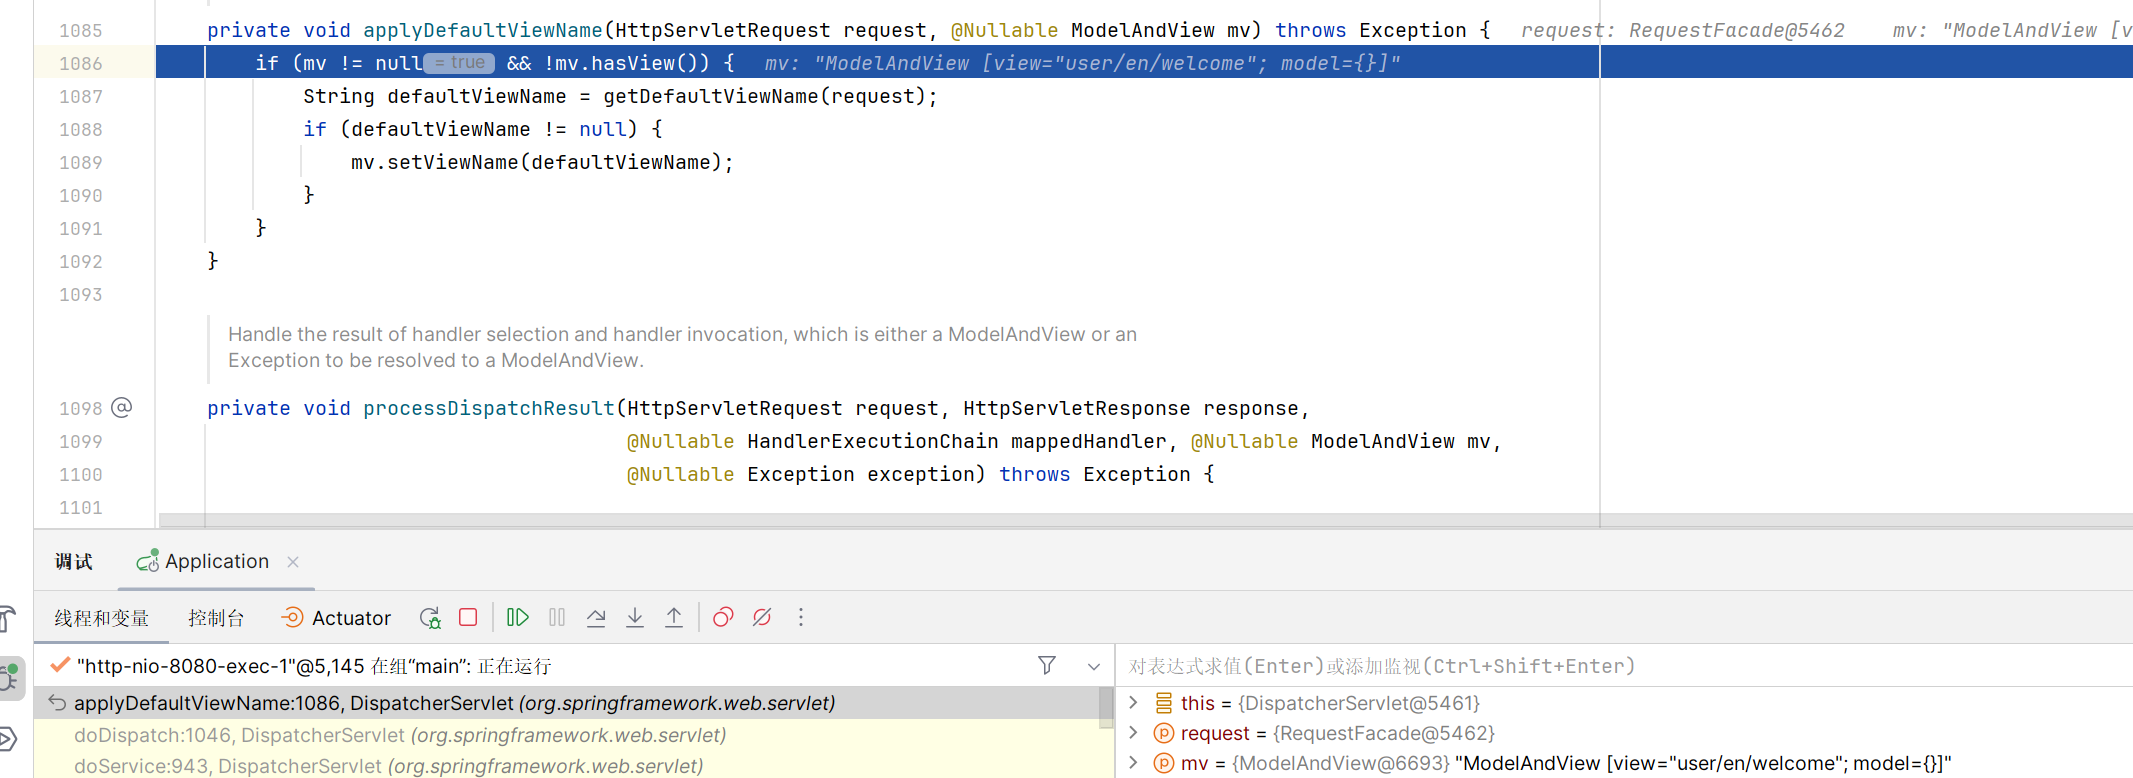 1085 private void applyDefaultViewName(HttpServletRequest request, @Nullable ModelAndView mv) throws Exception { request: RequestFacade@5462 mv: "ModelAndView [v
1086 if (mv != null = true && !mv.hasView()) { mv: "ModelAndView [view="user/en/welcome"; model={}]"
1087 String defaultViewName = getDefaultViewName(request);
1088 if (defaultViewName != null) {
1089 mv.setViewName(defaultViewName);
1090 }
1091 }
1092 }
1093
Handle the result of handler selection and handler invocation, which is either a ModelAndView or an
Exception to be resolved to a ModelAndView.
1098 private void processDispatchResult(HttpServletRequest request, HttpServletResponse response,
1099 @Nullable HandlerExecutionChain mappedHandler, @Nullable ModelAndView mv,
1100 @Nullable Exception exception) throws Exception {
1101
调试 Application
线程和变量 控制台 Actuator
"http-nio-8080-exec-1"@5,145 在组“main”: 正在运行
applyDefaultViewName:1086, DispatcherServlet (org.springframework.web.servlet)
doDispatch:1046, DispatcherServlet (org.springframework.web.servlet)
doService:943, DispatcherServlet (org.springframework.web.servlet)
对表达式求值(Enter)或添加监视(Ctrl+Shift+Enter)
this = {DispatcherServlet@5461}
request = {RequestFacade@5462}
mv = {ModelAndView@6693} "ModelAndView [view="user/en/welcome"; model={}]"